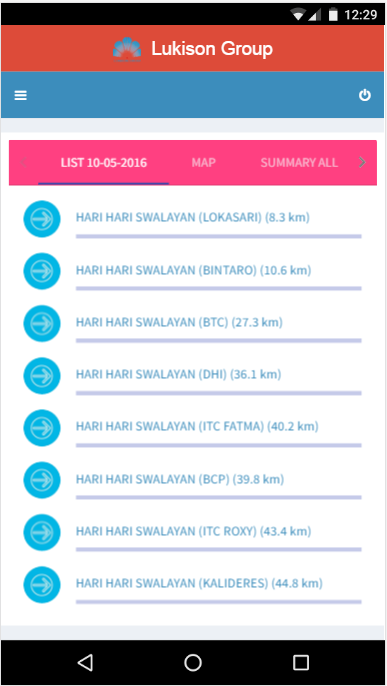 12:29
Lukison Group
LIST 10-05-2016 MAP SUMMARY ALL
HARI HARI SWALAYAN (LOKASARI) (8.3 km)
HARI HARI SWALAYAN (BINTARO) (10.6 km)
HARI HARI SWALAYAN (BTC) (27.3 km)
HARI HARI SWALAYAN (DHI) (36.1 km)
HARI HARI SWALAYAN (ITC FATMA) (40.2 km)
HARI HARI SWALAYAN (BCP) (39.8 km)
HARI HARI SWALAYAN (ITC ROXY) (43.4 km)
HARI HARI SWALAYAN (KALIDERES) (44.8 km)